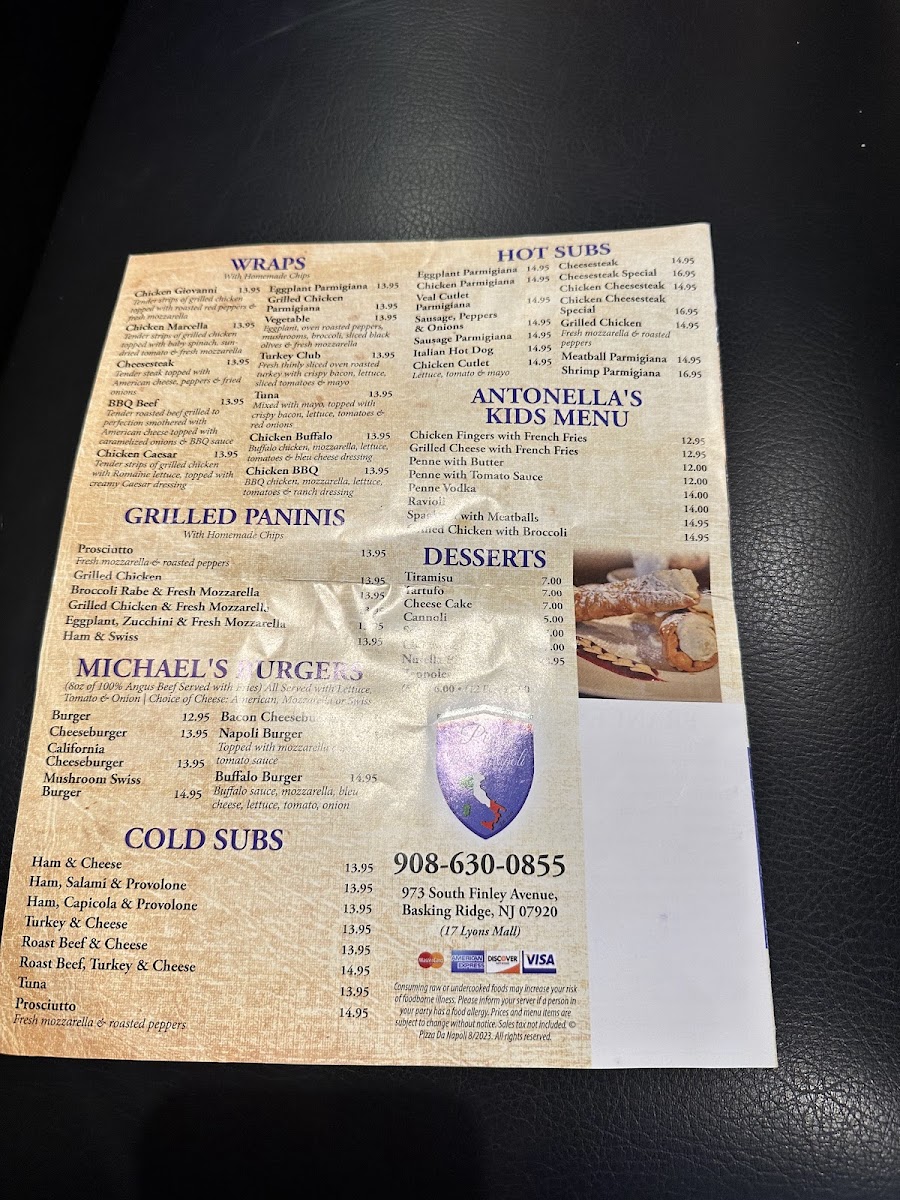 WRAPS
With Homemade Chips
Chicken Giovanni 13.95
Tender strips of grilled chicken
topped with roasted red peppers &
fresh mozzarella
Chicken Marcella 13.95
Tender strips of grilled chicken
topped with baby spinach, sun
dried tomato & fresh mozzarella
Cheesesteak 13.95
Tender steak topped with
American cheese, peppers & fried
onions
BBQ Beef 13.95
Tender roasted beef grilled to
perfection smothered with
American cheese topped with
caramelized onions & BBQ sauce
Chicken Caesar 13.95
Tender strips of grilled chicken
with Romaine lettuce, topped with
creamy Caesar dressing
Eggplant Parmigiana 13.95
Grilled Chicken
Parmigiana 13.95
Vegetable 13.95
Eggplant, oven roasted peppers,
mushrooms, broccoli, sliced black
olives & fresh mozzarella
Turkey Club 13.95
Fresh thinly sliced oven roasted
turkey with crispy bacon, lettuce,
sliced tomatoes & mayo
Tuna 13.95
Mixed with mayo, topped with
crispy bacon, lettuce, tomatoes &
red onions
Chicken Buffalo 13.95
Buffalo chicken, mozzarella, lettuce,
tomatoes & bleu cheese dressing
Chicken BBQ 13.95
BBQ chicken, mozzarella, lettuce,
tomatoes & ranch dressing
HOT SUBS
Eggplant Parmigiana 14.95
Chicken Parmigiana 14.95
Veal Cutlet
Parmigiana 14.95
Sausage, Peppers
& Onions 14.95
Sausage Parmigiana 14.95
Italian Hot Dog 14.95
Chicken Cutlet 14.95
Lettuce, tomato & mayo
Cheesesteak 14.95
Cheesesteak Special 16.95
Chicken Cheesesteak 14.95
Chicken Cheesesteak
Special 16.95
Grilled Chicken 14.95
Fresh mozzarella & roasted
peppers
Meatball Parmigiana 14.95
Shrimp Parmigiana 16.95
ANTONELLA'S
KIDS MENU
Chicken Fingers with French Fries 12.95
Grilled Cheese with French Fries 12.95
Penne with Butter 12.00
Penne with Tomato Sauce 12.00
Penne Vodka 14.00
Ravioli 14.00
with Meatballs 14.95
Chicken with Broccoli 14.95
GRILLED PANINIS
With Homemade Chips
Prosciutto 13.95
Fresh mozzarella & roasted peppers
Grilled Chicken 13.95
Broccoli Rabe & Fresh Mozzarella 13.95
Grilled Chicken & Fresh Mozzarella
Eggplant, Zucchini & Fresh Mozzarella
Ham & Swiss 13.95
DESSERTS
Tiramisu 7.00
Tartufo 7.00
Cheese Cake 7.00
Cannoli 5.00
MICHAEL'S BURGERS
(8oz of 100% Angus Beef Served with Fries) All Served with Lettuce,
Tomato & Onion | Choice of Cheese: American, Mozzarella or Swiss
Burger 12.95
Cheeseburger 13.95
California
Cheeseburger 13.95
Mushroom Swiss
Burger 14.95
Bacon
Napoli Burger
Topped with mozzarella
tomato sauce
Buffalo Burger 14.95
Buffalo sauce, mozzarella, bleu
cheese, lettuce, tomato, onion
COLD SUBS
Ham & Cheese 13.95
Ham, Salami & Provolone 13.95
Ham, Capicola & Provolone 13.95
Turkey & Cheese 13.95
Roast Beef & Cheese 13.95
Roast Beef, Turkey & Cheese 14.95
Tuna 13.95
Prosciutto 14.95
Fresh mozzarella & roasted peppers
908-630-0855
973 South Finley Avenue,
Basking Ridge, NJ 07920
(17 Lyons Mall)
MasterCard AMERICAN EXPRESS DISCOVER VISA
Consuming raw or undercooked foods may increase your risk
of foodborne illness. Please inform your server if a person in
your party has a food allergy. Prices and menu items are
subject to change without notice. Sales tax not included. ©
Pizza Da Napoli 8/2023. All rights reserved.